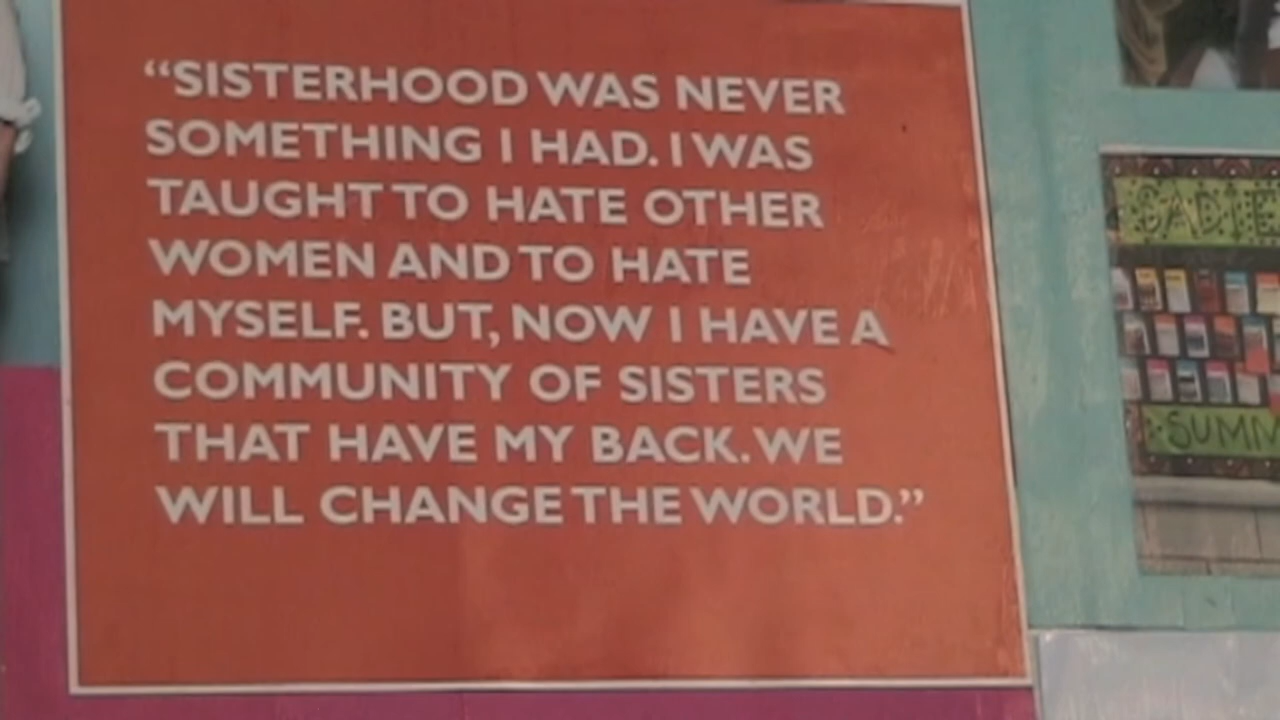 “SISTERHOOD WAS NEVER
SOMETHING I HAD. I WAS
TAUGHT TO HATE OTHER
WOMEN AND TO HATE
MYSELF. BUT, NOW I HAVE A
COMMUNITY OF SISTERS
THAT HAVE MY BACK. WE
WILL CHANGE THE WORLD.”